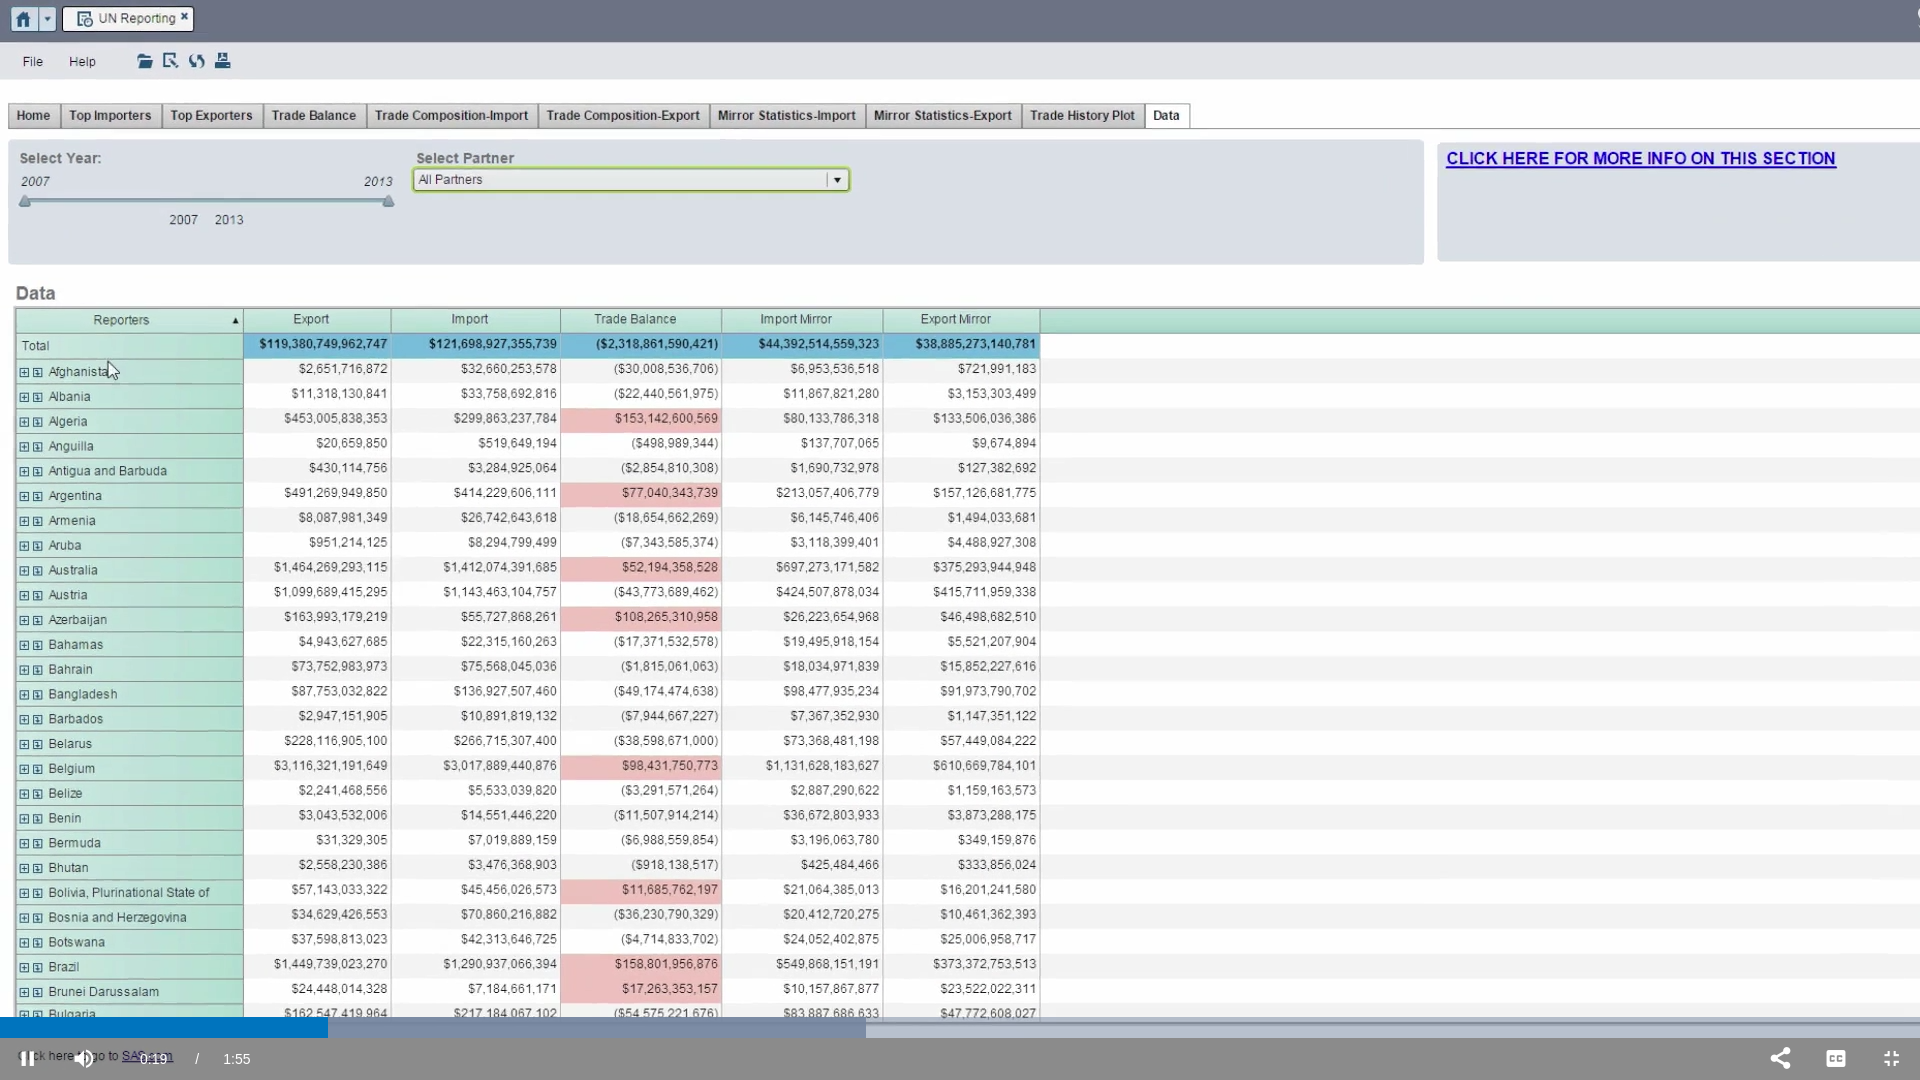 UN Reporting
File Help
Home Top Importers Top Exporters Trade Balance Trade Composition-Import Trade Composition-Export Mirror Statistics-Import Mirror Statistics-Export Trade History Plot Data
Select Year: Select Partner CLICK HERE FOR MORE INFO ON THIS SECTION
2007 2013 All Partners
2007 2013
Data
Reporters Export Import Trade Balance Import Mirror Export Mirror
Total $119,380,749,962,747 $121,698,927,355,739 ($2,318,861,590,421) $44,392,514,559,323 $38,885,273,140,781
Afghanista $2,651,716,872 $32,660,253,578 ($30,008,536,706) $6,953,536,518 $721,991,183
Albania $11,318,130,841 $33,758,692,816 ($22,440,561,975) $11,867,821,280 $3,153,303,499
Algeria $453,005,838,353 $299,863,237,784 $153,142,600,569 $80,133,786,318 $133,506,036,386
Anguilla $20,659,850 $519,649,194 ($498,989,344) $137,707,065 $9,674,894
Antigua and Barbuda $430,114,756 $3,284,925,064 ($2,854,810,308) $1,690,732,978 $127,382,692
Argentina $491,269,949,850 $414,229,606,111 $77,040,343,739 $213,057,406,779 $157,126,681,775
Armenia $8,087,981,349 $26,742,643,618 ($18,654,662,269) $6,145,746,406 $1,494,033,681
Aruba $951,214,125 $8,294,799,499 ($7,343,585,374) $3,118,399,401 $4,488,927,308
Australia $1,464,269,293,115 $1,412,074,391,685 $52,194,358,528 $697,273,171,582 $375,293,944,948
Austria $1,099,689,415,295 $1,143,463,104,757 ($43,773,689,462) $424,507,878,034 $415,711,959,338
Azerbaijan $163,993,179,219 $55,727,868,261 $108,265,310,958 $26,223,654,968 $46,498,682,510
Bahamas $4,943,627,685 $22,315,160,263 ($17,371,532,578) $19,495,918,154 $5,521,207,904
Bahrain $73,752,983,973 $75,568,045,036 ($1,815,061,063) $18,034,971,839 $15,852,227,616
Bangladesh $87,753,032,822 $136,927,507,460 ($49,174,474,638) $98,477,935,234 $91,973,790,702
Barbados $2,947,151,905 $10,891,819,132 ($7,944,667,227) $7,367,352,930 $1,147,351,122
Belarus $228,116,905,100 $266,715,307,400 ($38,598,671,000) $73,368,481,198 $57,449,084,222
Belgium $3,116,321,191,649 $3,017,889,440,876 $98,431,750,773 $1,131,628,183,627 $610,669,784,101
Belize $2,241,468,556 $5,533,039,820 ($3,291,571,264) $2,887,290,622 $1,159,163,573
Benin $3,043,532,006 $14,551,446,220 ($11,507,914,214) $36,672,803,933 $3,873,288,175
Bermuda $31,329,305 $7,019,889,159 ($6,988,559,854) $3,196,063,780 $349,159,876
Bhutan $2,558,230,386 $3,476,368,903 ($918,138,517) $425,484,466 $333,856,024
Bolivia, Plurinational State of $57,143,033,322 $45,456,026,573 $11,685,762,197 $21,064,385,013 $16,201,241,580
Bosnia and Herzegovina $34,629,426,553 $70,860,216,882 ($36,230,790,329) $20,412,720,275 $10,461,362,393
Botswana $37,598,813,023 $42,313,646,725 ($4,714,833,702) $24,052,402,875 $25,006,958,717
Brazil $1,449,739,023,270 $1,290,937,066,394 $158,801,956,876 $549,868,151,191 $373,372,753,513
Brunei Darussalam $24,448,014,328 $7,184,661,171 $17,263,353,157 $10,157,867,877 $23,522,022,311
Bulgaria $162,547,419,964 $217,184,067,102 ($54,575,221,676) $83,887,686,633 $47,772,608,027
here go to 0:19 / 1:55 CC